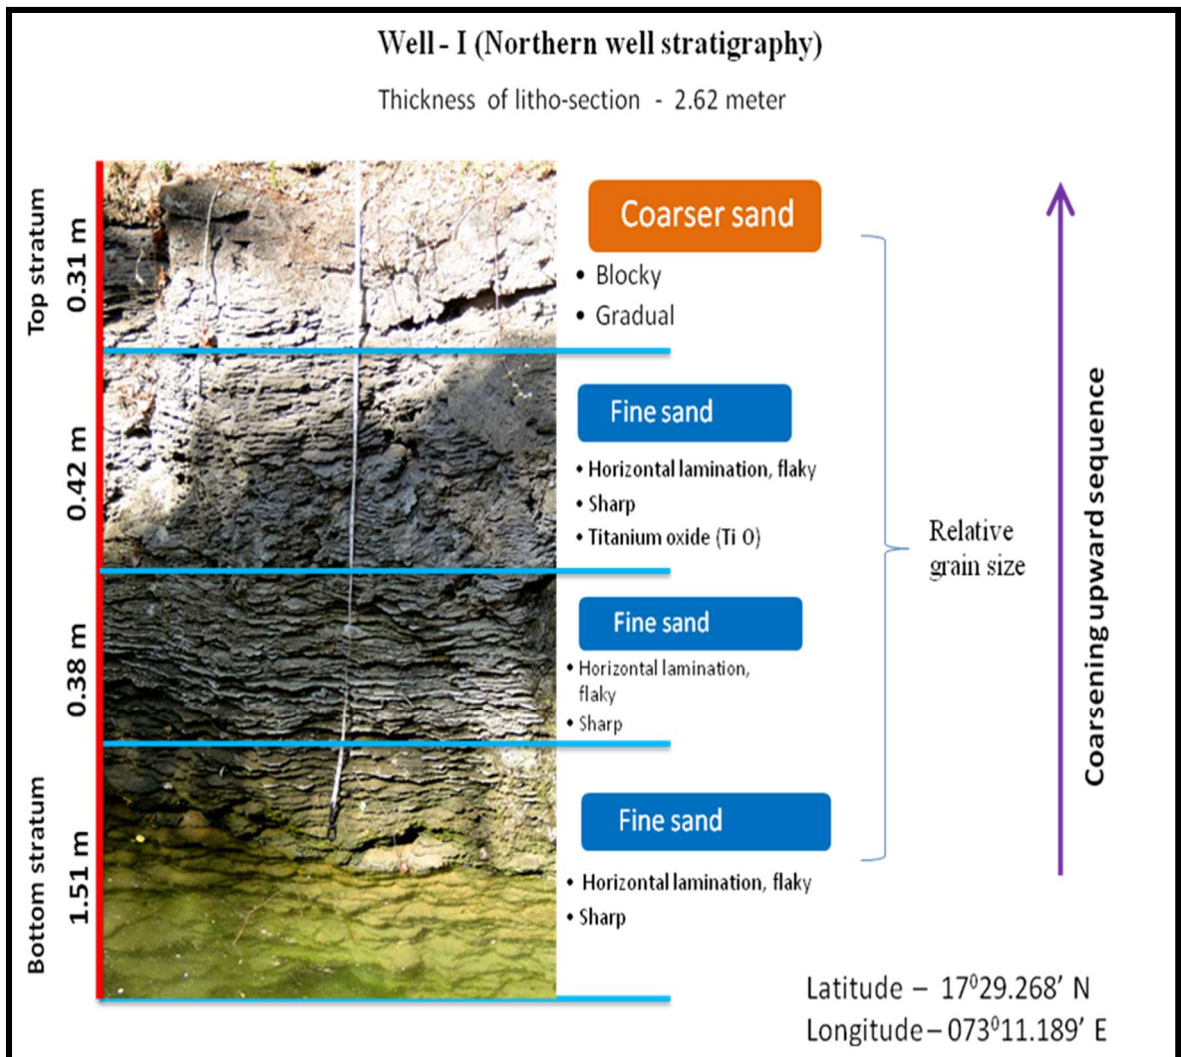 Well - I (Northern well stratigraphy)
Thickness of litho-section - 2.62 meter
Top stratum
0.31 m
Coarser sand
• Blocky
• Gradual
0.42 m
Fine sand
• Horizontal lamination, flaky
• Sharp
• Titanium oxide (Ti O)
0.38 m
Fine sand
• Horizontal lamination,
flaky
• Sharp
Bottom stratum
1.51 m
Fine sand
• Horizontal lamination, flaky
• Sharp
Relative
grain size
Coarsening upward sequence
Latitude – 17⁰29.268’ N
Longitude – 073⁰11.189’ E